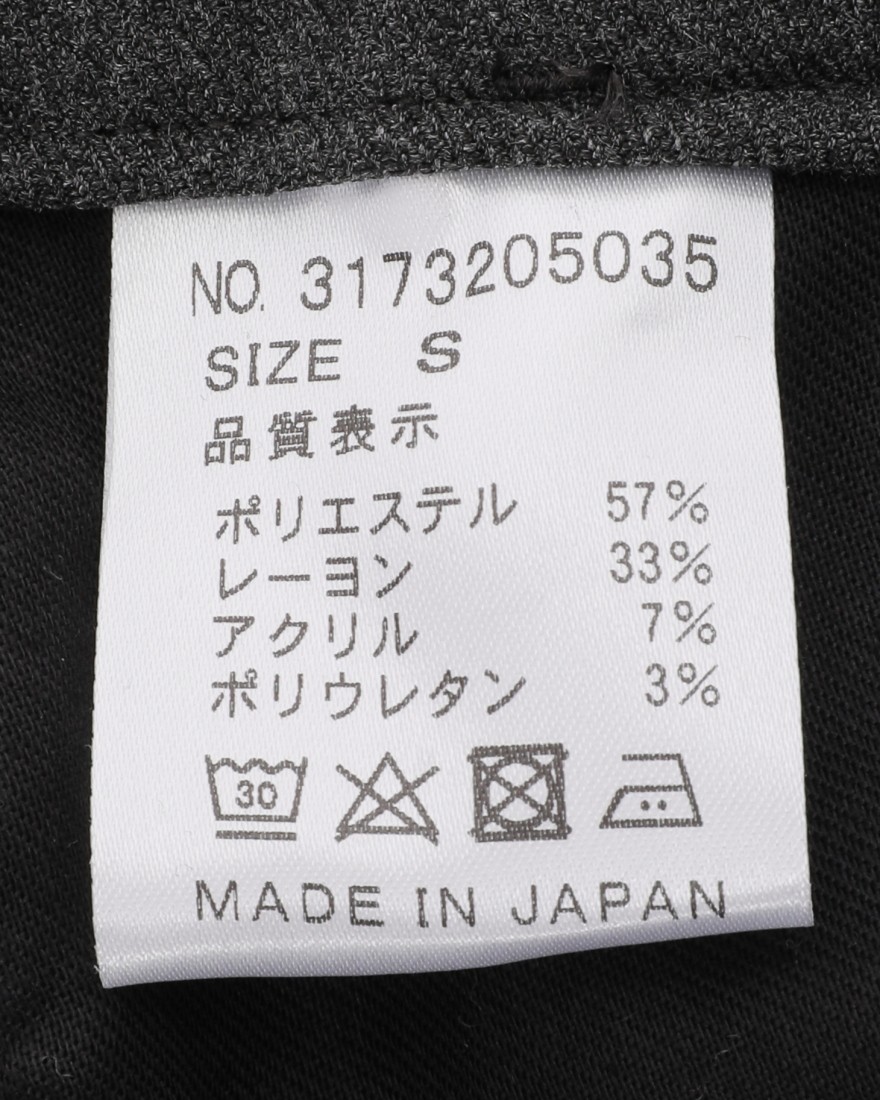 NO. 3173205035
SIZE S
品質表示
ポリエステル 57%
レーヨン 33%
アクリル 7%
ポリウレタン 3%
30
MADE IN JAPAN